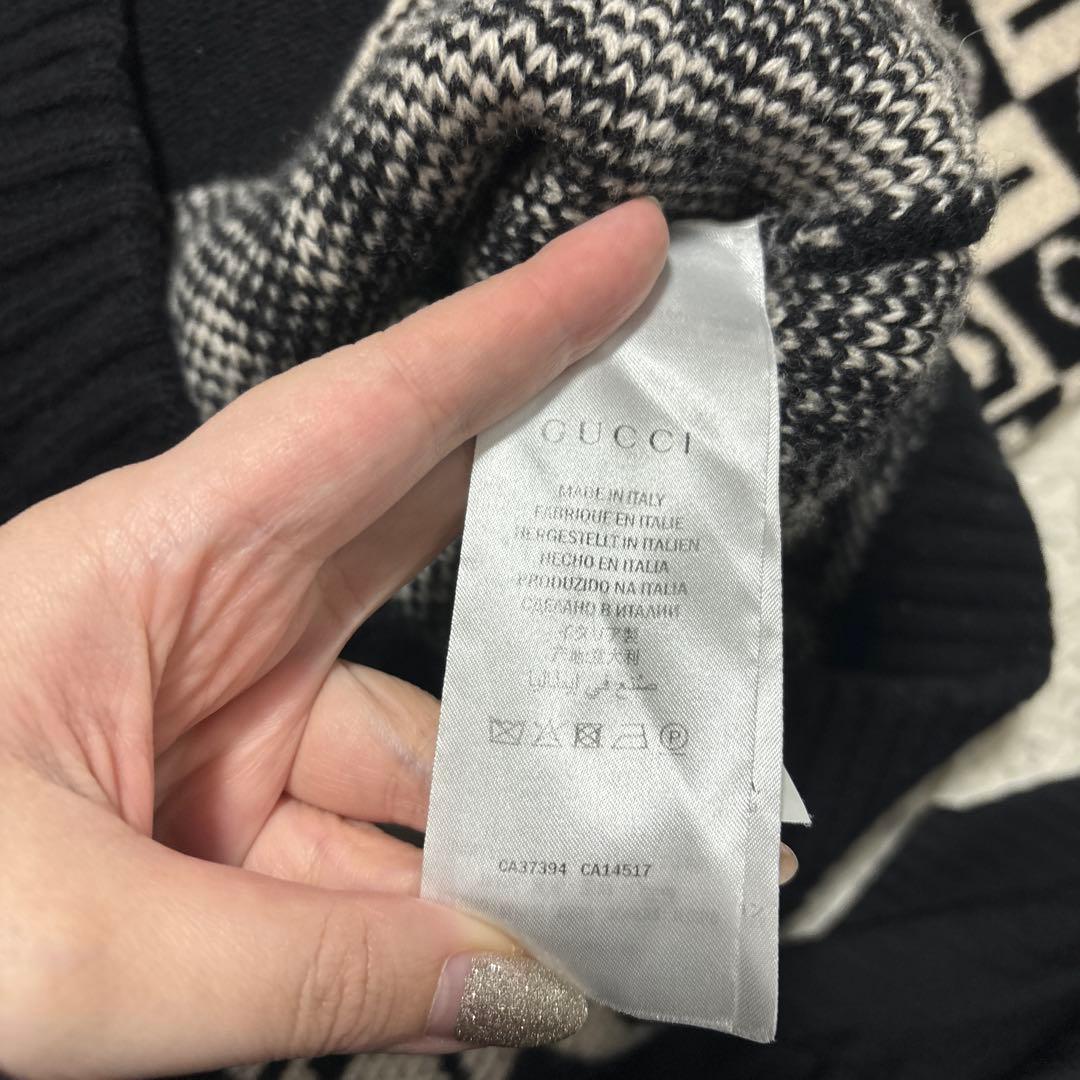 GUCCI
MADE IN ITALY
FABRIQUE EN ITALIE
HERGESTELLT IN ITALIEN
HECHO EN ITALIA
PRODUZIDO NA ITALIA
СДЕЛАНО В ИТАЛИИ
イタリア製
产地:意大利
صنع في إيطاليا
P
CA37394 CA14517